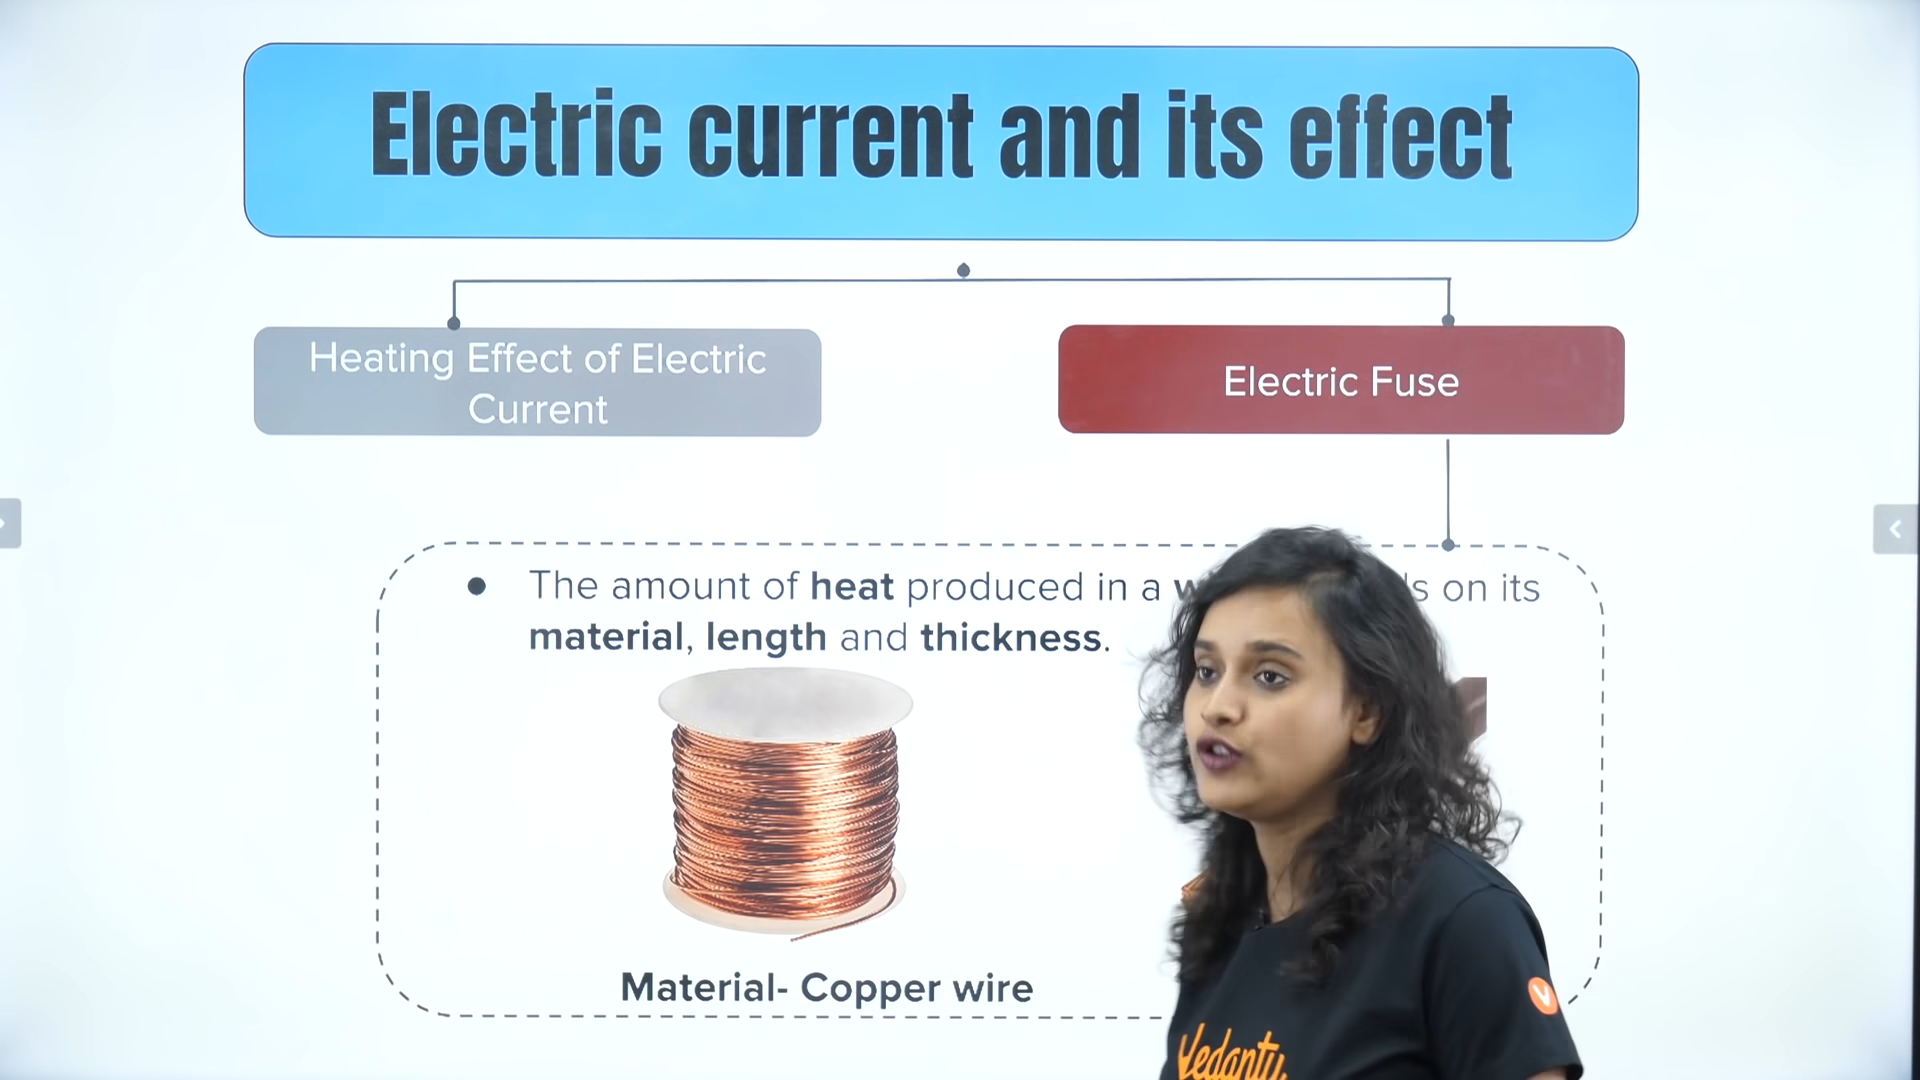 Electric current and its effect
Heating Effect of Electric
Current
Electric Fuse
The amount of heat produced in a on its
material, length and thickness.
Material- Copper wire
Vedantu